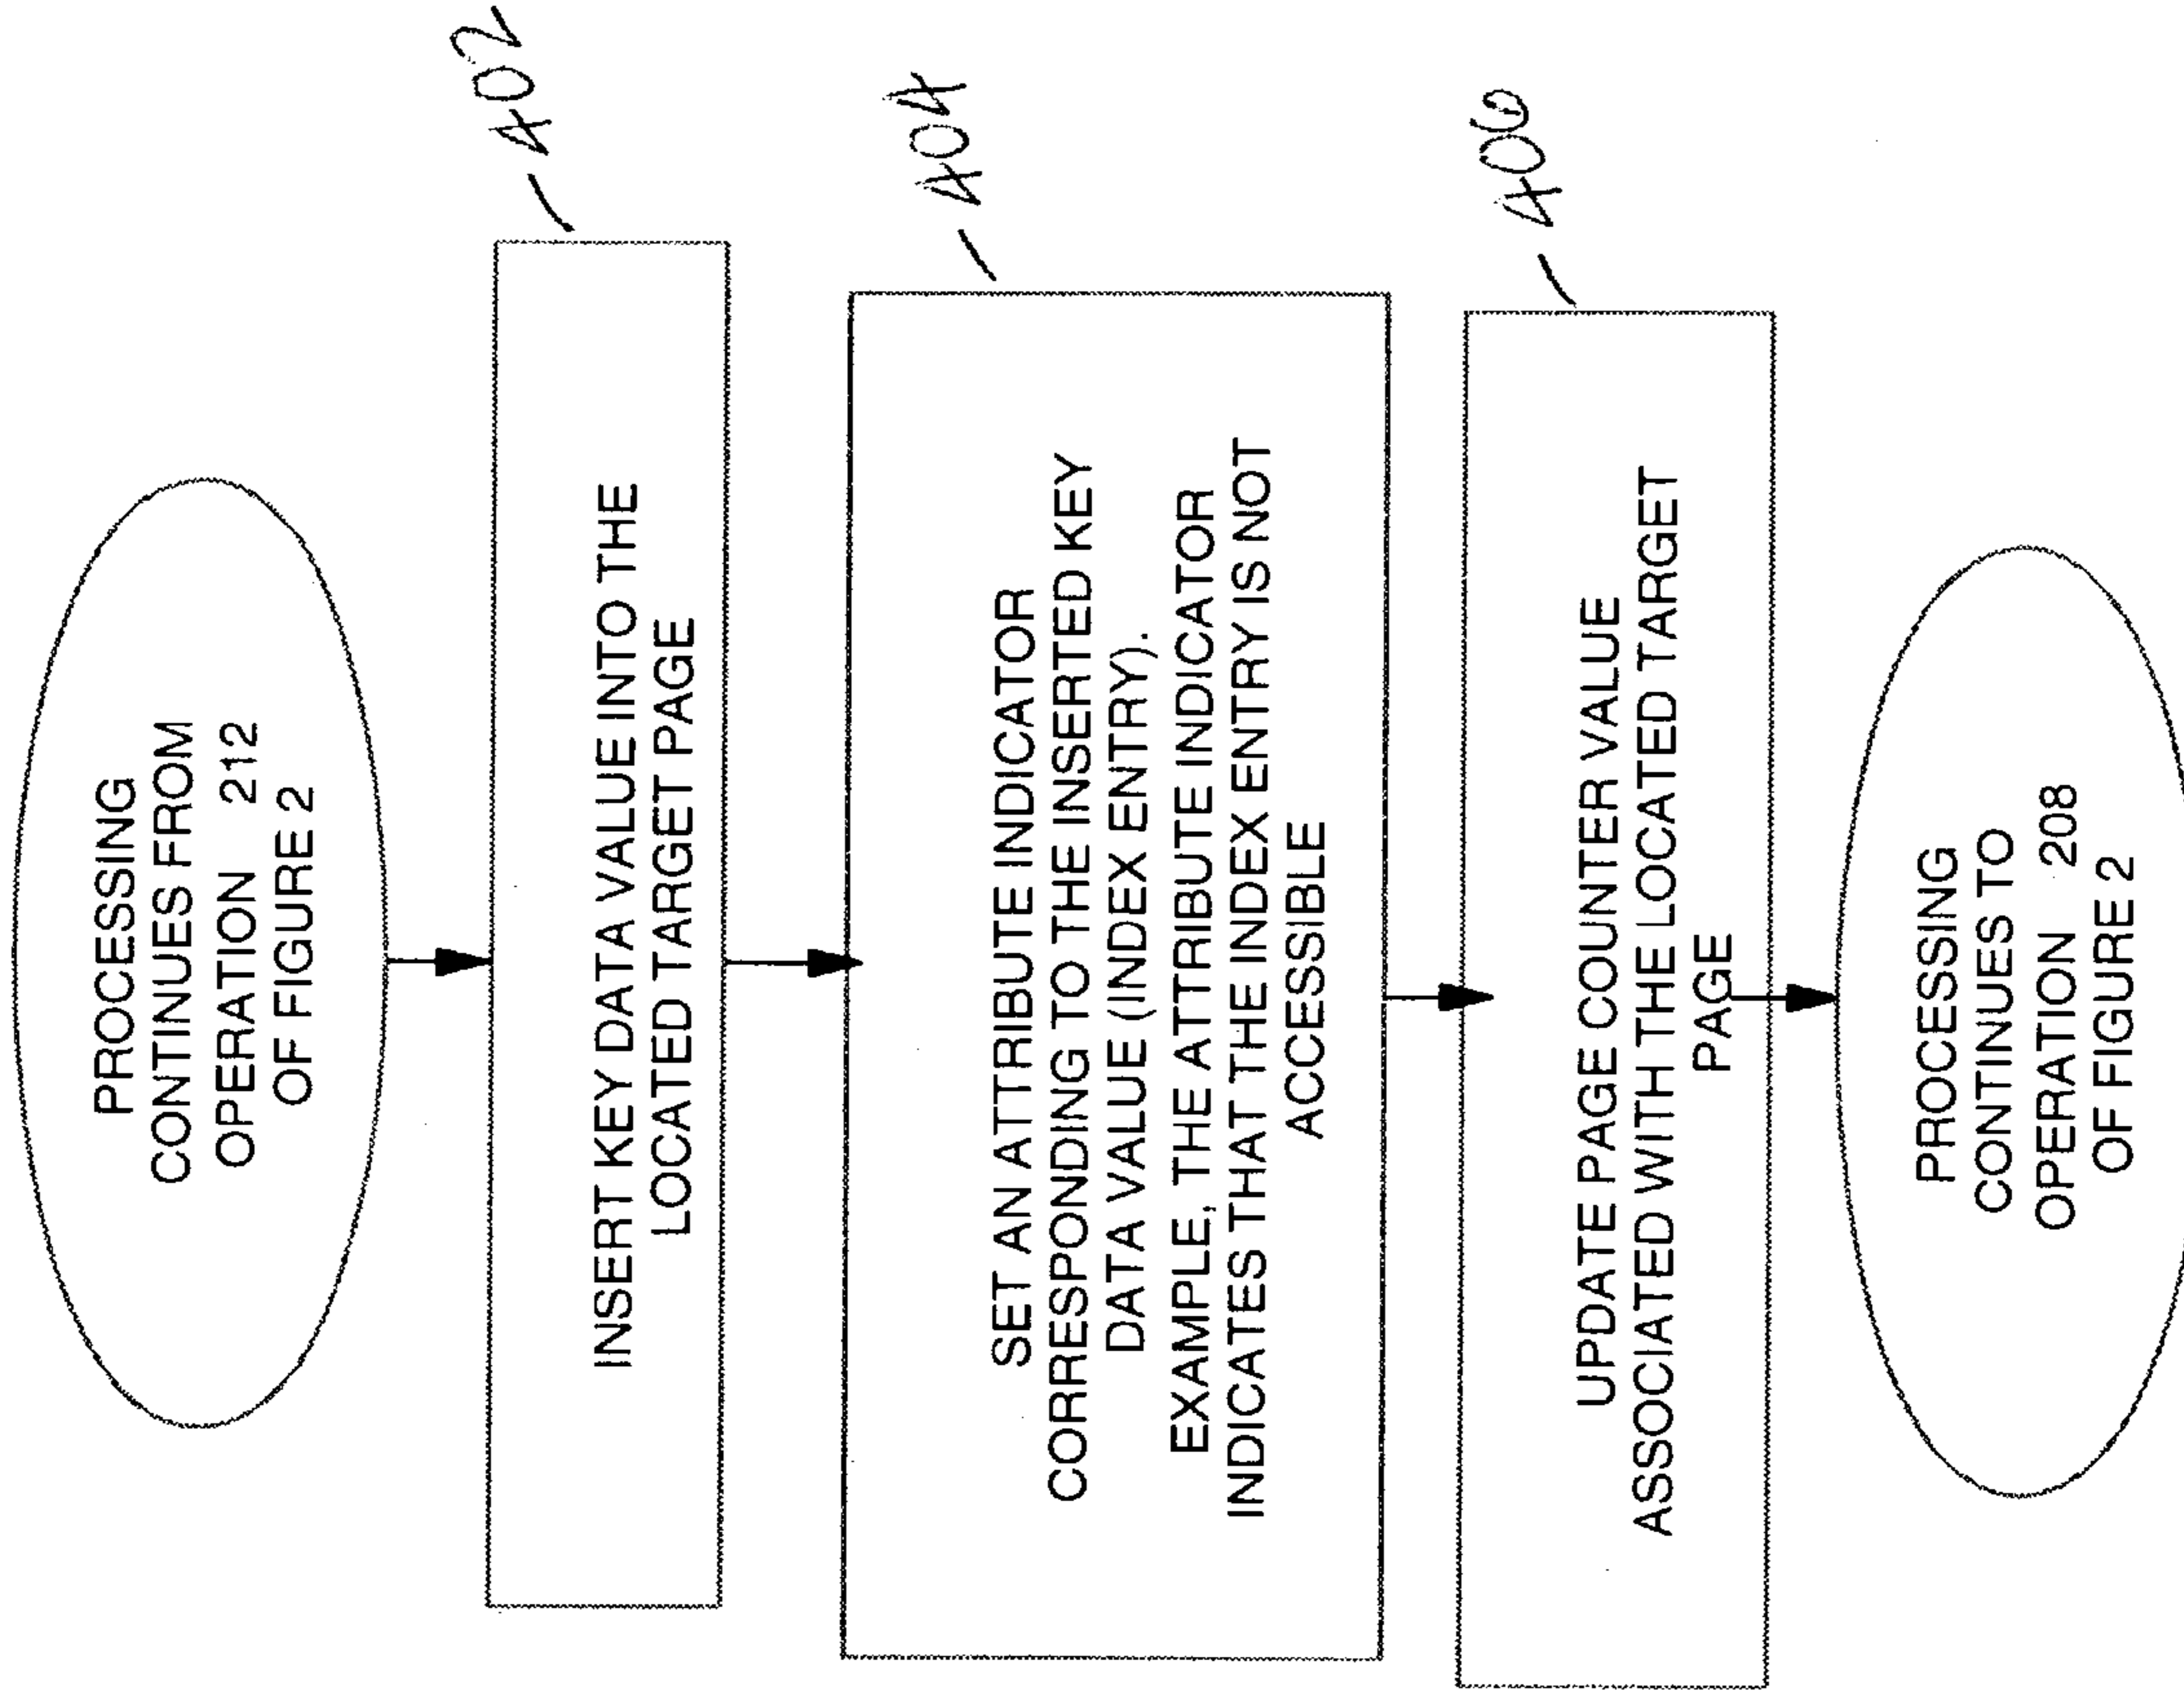 PROCESSING
CONTINUES FROM
OPERATION 212
OF FIGURE 2
402
INSERT KEY DATA VALUE INTO THE
LOCATED TARGET PAGE
404
SET AN ATTRIBUTE INDICATOR
CORRESPONDING TO THE INSERTED KEY
DATA VALUE (INDEX ENTRY).
EXAMPLE, THE ATTRIBUTE INDICATOR
INDICATES THAT THE INDEX ENTRY IS NOT
ACCESSIBLE
406
UPDATE PAGE COUNTER VALUE
ASSOCIATED WITH THE LOCATED TARGET
PAGE
PROCESSING
CONTINUES TO
OPERATION 208
OF FIGURE 2